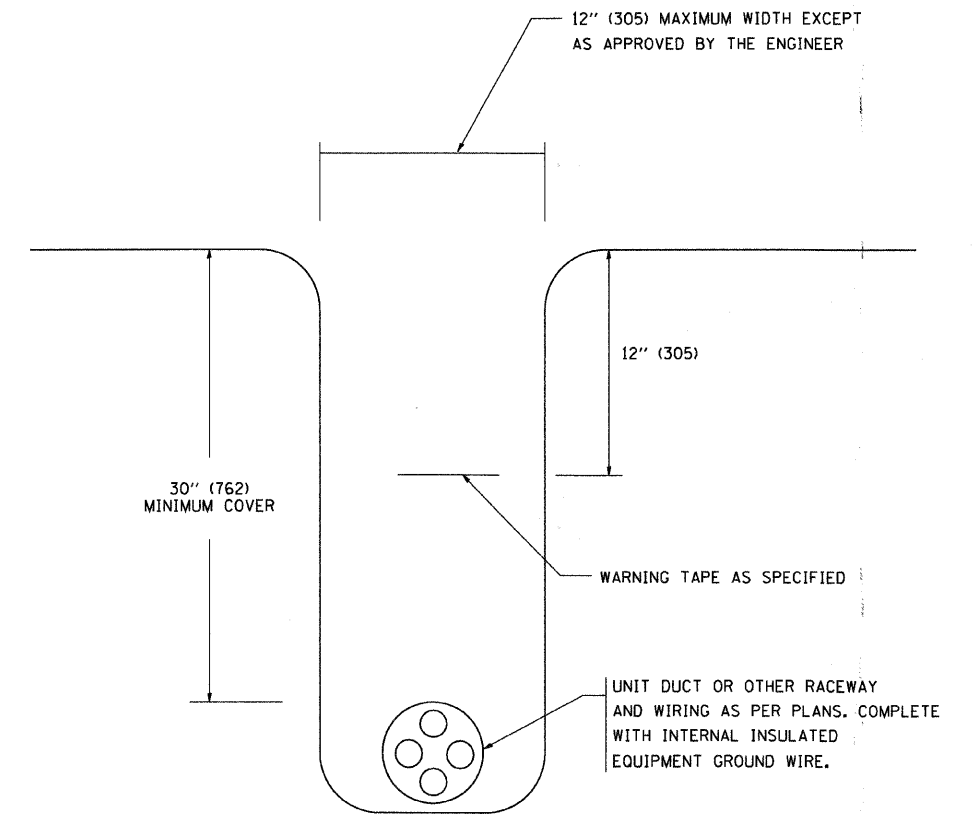 12" (305) MAXIMUM WIDTH EXCEPT
AS APPROVED BY THE ENGINEER
12" (305)
30" (762)
MINIMUM COVER
WARNING TAPE AS SPECIFIED
UNIT DUCT OR OTHER RACEWAY
AND WIRING AS PER PLANS. COMPLETE
WITH INTERNAL INSULATED
EQUIPMENT GROUND WIRE.